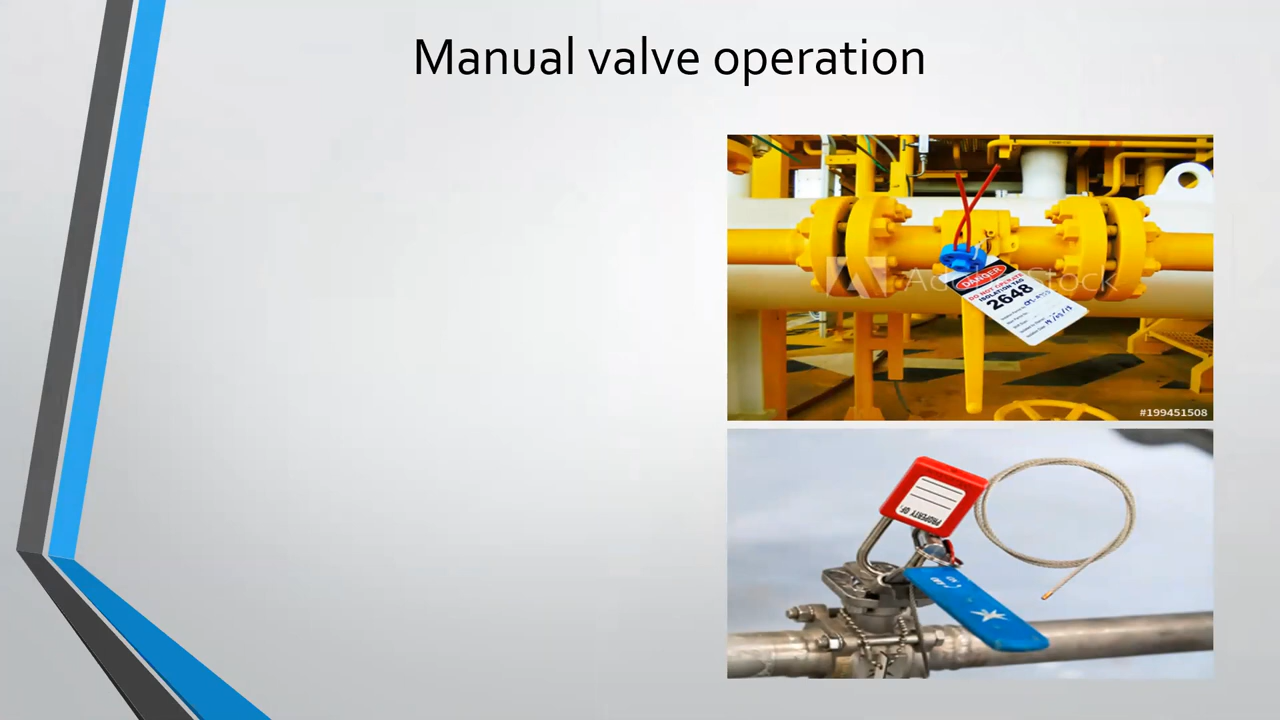 Manual valve operation
DANGER
DO NOT OPERATE
ISOLATION TAG
2648
#199451508
PROPERTY OF: